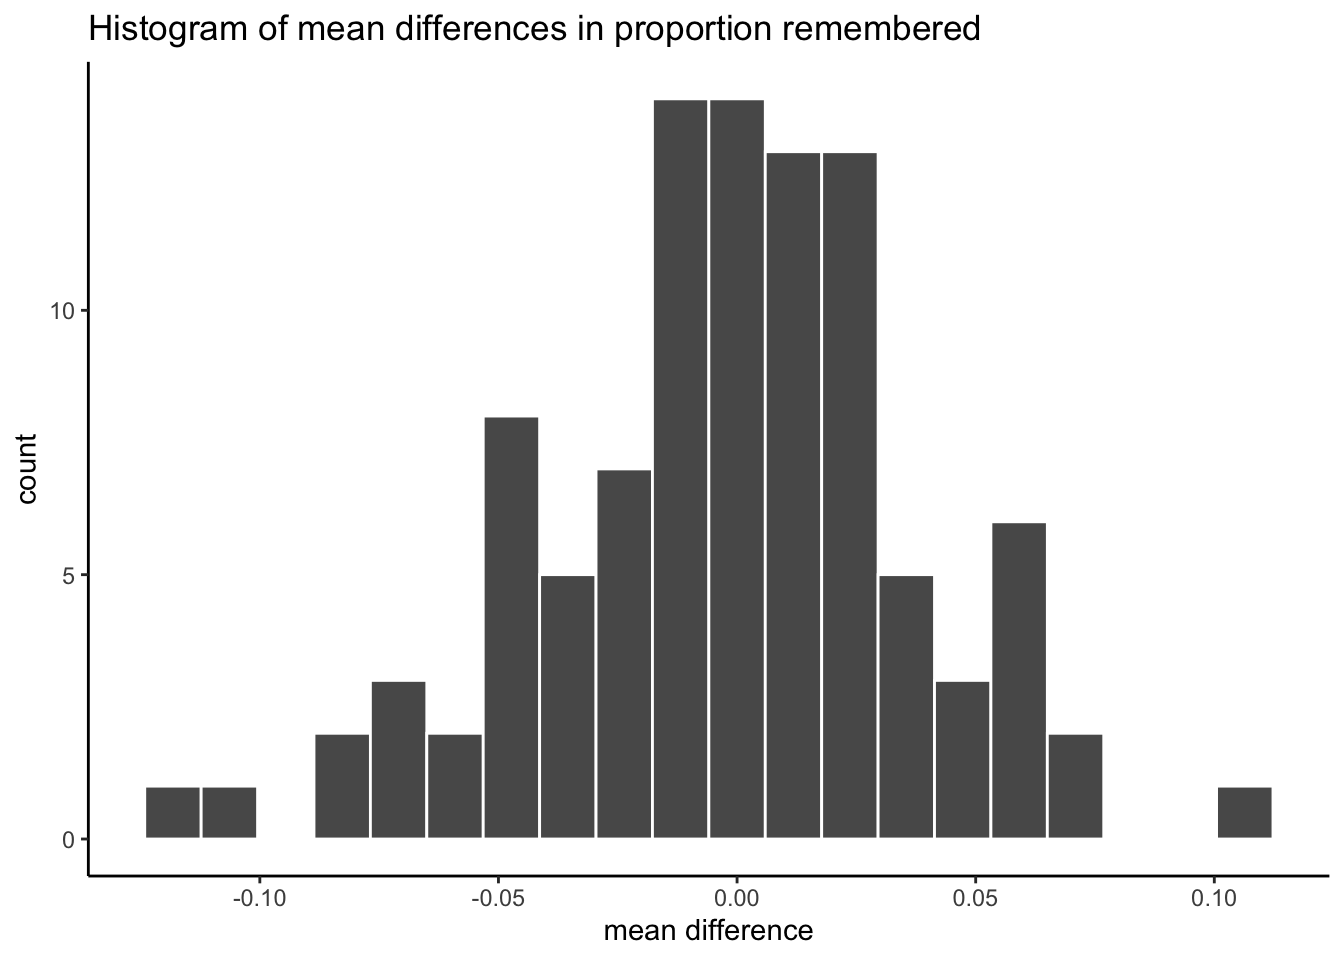 Histogram of mean differences in proportion remembered
count
10
5
0
-0.10 -0.05 0.00 0.05 0.10
mean difference